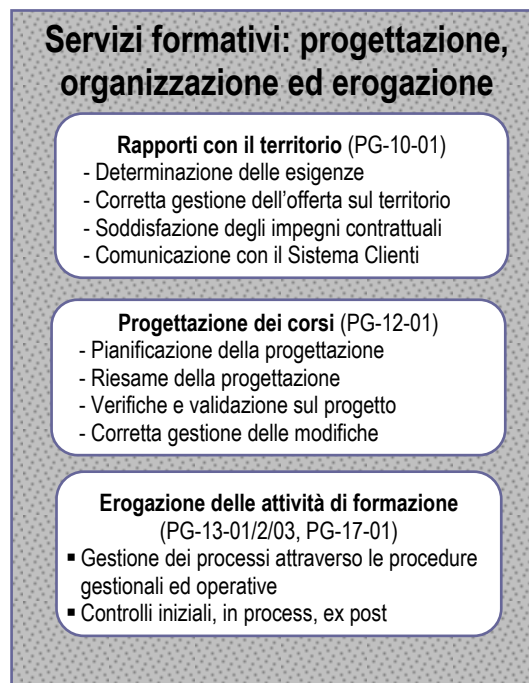 Servizi formativi: progettazione,
organizzazione ed erogazione
Rapporti con il territorio (PG-10-01)
- Determinazione delle esigenze
- Corretta gestione dell'offerta sul territorio
- Soddisfazione degli impegni contrattuali
- Comunicazione con il Sistema Clienti
Progettazione dei corsi (PG-12-01)
- Pianificazione della progettazione
- Riesame della progettazione
- Verifiche e validazione sul progetto
- Corretta gestione delle modifiche
Erogazione delle attività di formazione
(PG-13-01/2/03, PG-17-01)
▪ Gestione dei processi attraverso le procedure
gestionali ed operative
▪ Controlli iniziali, in process, ex post